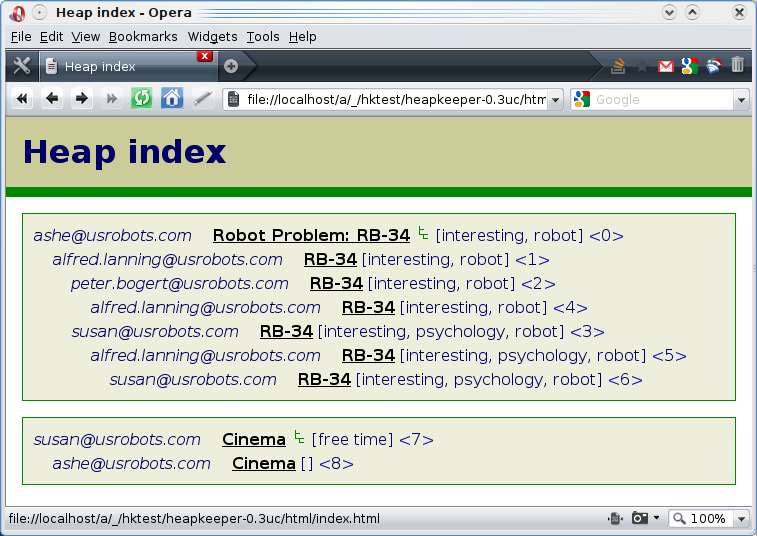 Heap index - Opera
File Edit View Bookmarks Widgets Tools Help
Heap index
file://localhost/a/_/hktest/heapkeeper-0.3uc/htm Google
Heap index
ashe@usrobots.com Robot Problem: RB-34 [interesting, robot] <0>
alfred.lanning@usrobots.com RB-34 [interesting, robot] <1>
peter.bogert@usrobots.com RB-34 [interesting, robot] <2>
alfred.lanning@usrobots.com RB-34 [interesting, robot] <4>
susan@usrobots.com RB-34 [interesting, psychology, robot] <3>
alfred.lanning@usrobots.com RB-34 [interesting, psychology, robot] <5>
susan@usrobots.com RB-34 [interesting, psychology, robot] <6>
susan@usrobots.com Cinema [free time] <7>
ashe@usrobots.com Cinema [] <8>
file://localhost/a/_/hktest/heapkeeper-0.3uc/html/index.html 100%